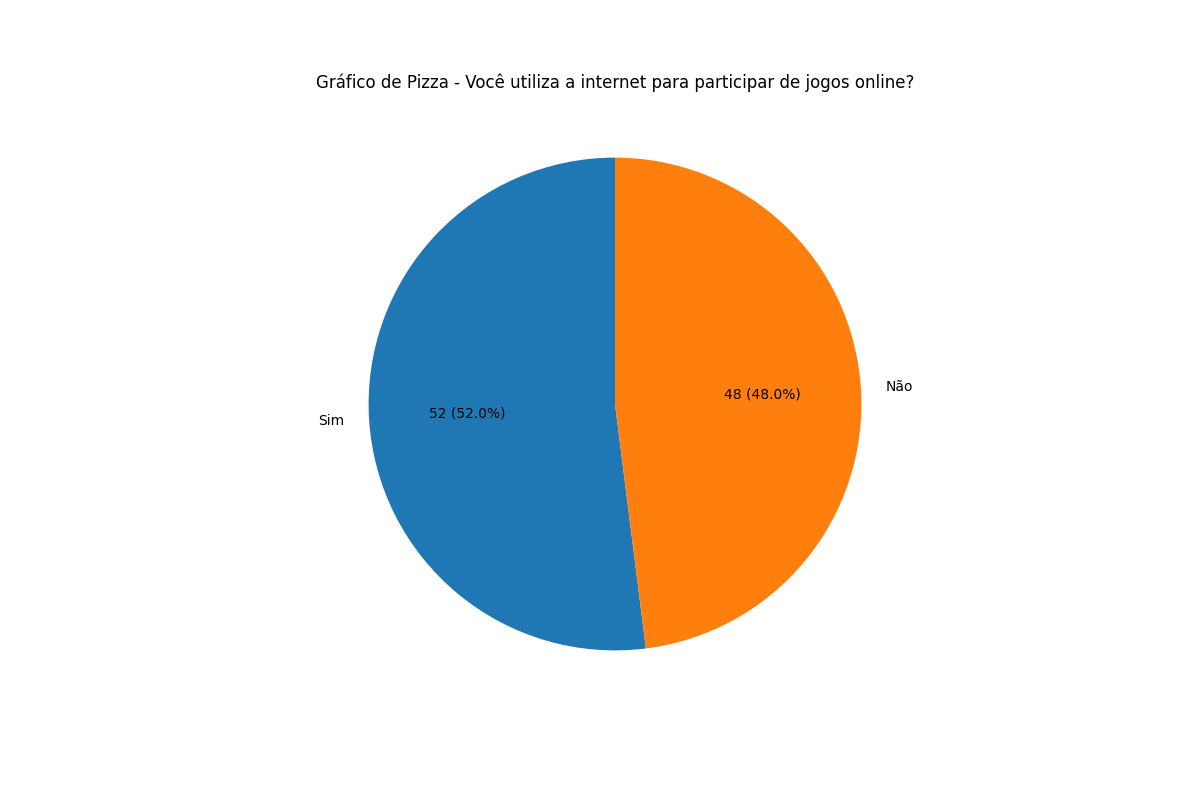 Gráfico de Pizza - Você utiliza a internet para participar de jogos online?
Sim
52 (52.0%)
48 (48.0%)
Não